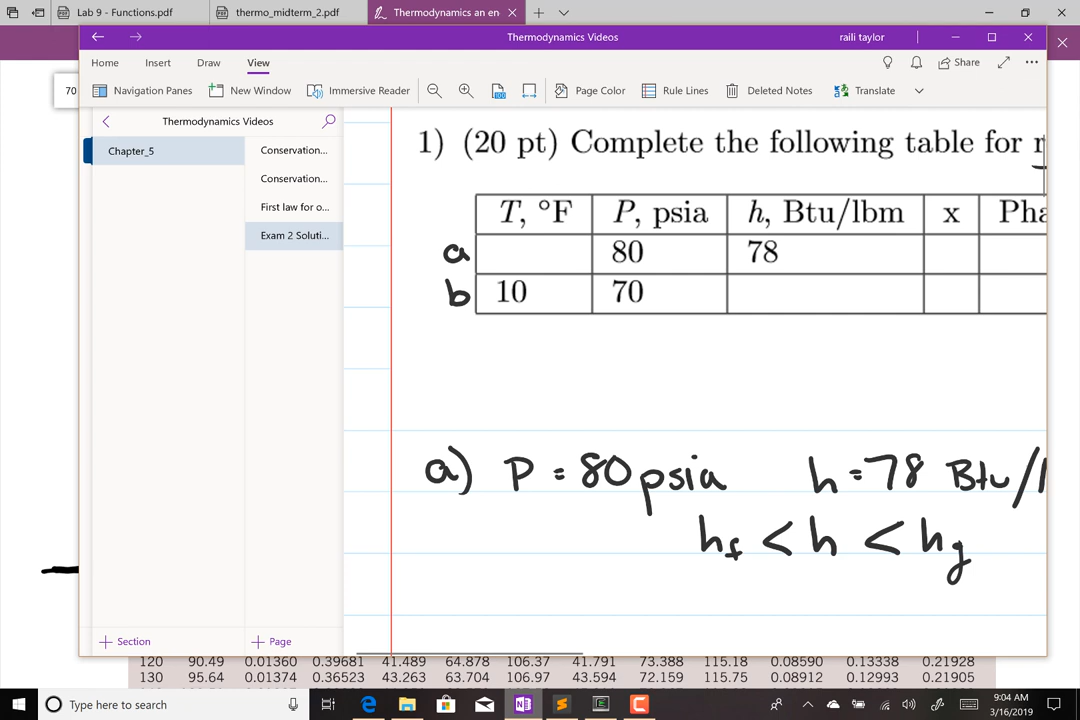 Lab 9 - Functions.pdf
thermo_midterm_2.pdf
Thermodynamics an en
Thermodynamics Videos
raili taylor
Home Insert Draw View
Share
70
Navigation Panes New Window Immersive Reader 100 Page Color Rule Lines Deleted Notes Translate
Thermodynamics Videos
Chapter_5
Conservation...
Conservation...
First law for o...
Exam 2 Soluti...
1) (20 pt) Complete the following table for r
T, °F P, psia h, Btu/lbm x Pha
a 80 78
b 10 70
a) P = 80 psia h = 78 Btu/l
hf < h < hg
Section Page
120 90.49 0.01360 0.39681 41.489 64.878 106.37 41.791 73.388 115.18 0.08590 0.13338 0.21928
130 95.64 0.01374 0.36523 43.263 63.704 106.97 43.594 72.159 115.75 0.08912 0.12993 0.21905
Type here to search
9:04 AM
3/16/2019